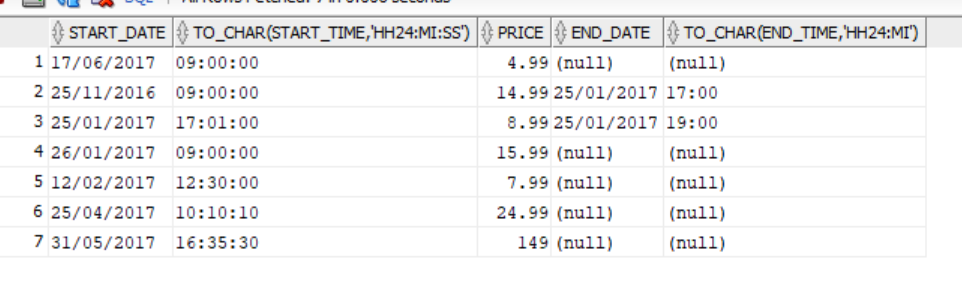 SQL | All Rows Fetched: 7 in 0.006 seconds
START_DATE TO_CHAR(START_TIME,'HH24:MI:SS') PRICE END_DATE TO_CHAR(END_TIME,'HH24:MI')
1 17/06/2017 09:00:00 4.99 (null) (null)
2 25/11/2016 09:00:00 14.99 25/01/2017 17:00
3 25/01/2017 17:01:00 8.99 25/01/2017 19:00
4 26/01/2017 09:00:00 15.99 (null) (null)
5 12/02/2017 12:30:00 7.99 (null) (null)
6 25/04/2017 10:10:10 24.99 (null) (null)
7 31/05/2017 16:35:30 149 (null) (null)